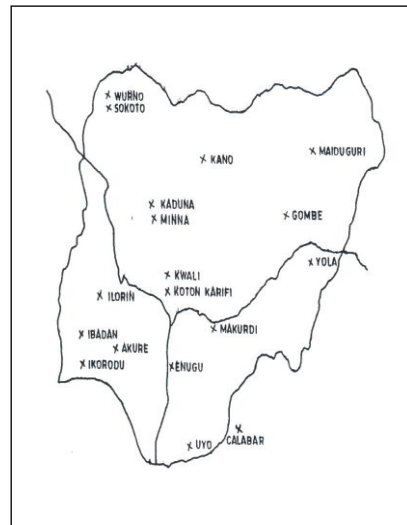 WURNO
SOKOTO
KANO
MAIDUGURI
KADUNA
MINNA
GOMBE
YOLA
KWALI
KOTON KARIFI
ILORIN
MAKURDI
IBADAN
AKURE
IKORODU
ENUGU
CALABAR
UYO